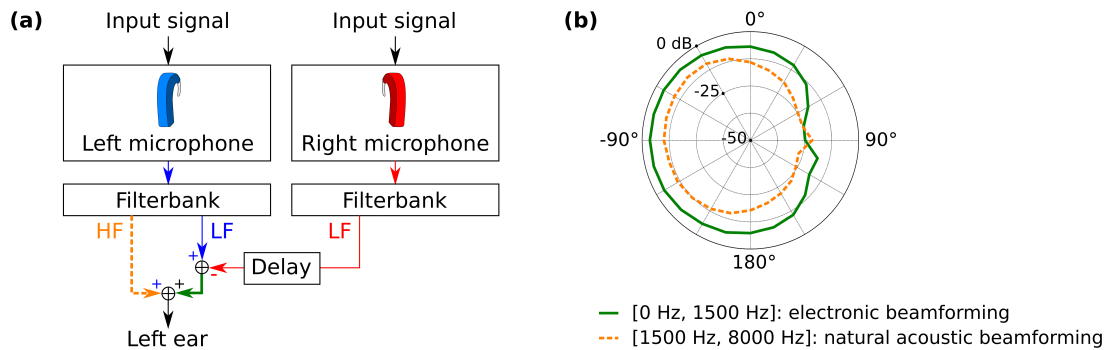 (a)
Input signal
Input signal
Left microphone
Right microphone
Filterbank
Filterbank
HF
LF
LF
+
-
Delay
+
+
Left ear
(b)
0°
0 dB
-25
-90°
-50
90°
180°
[0 Hz, 1500 Hz]: electronic beamforming
[1500 Hz, 8000 Hz]: natural acoustic beamforming